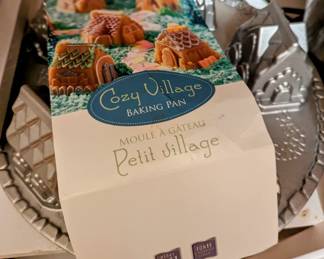 Cozy Village
BAKING PAN
MOULE À GÂTEAU
Petit village